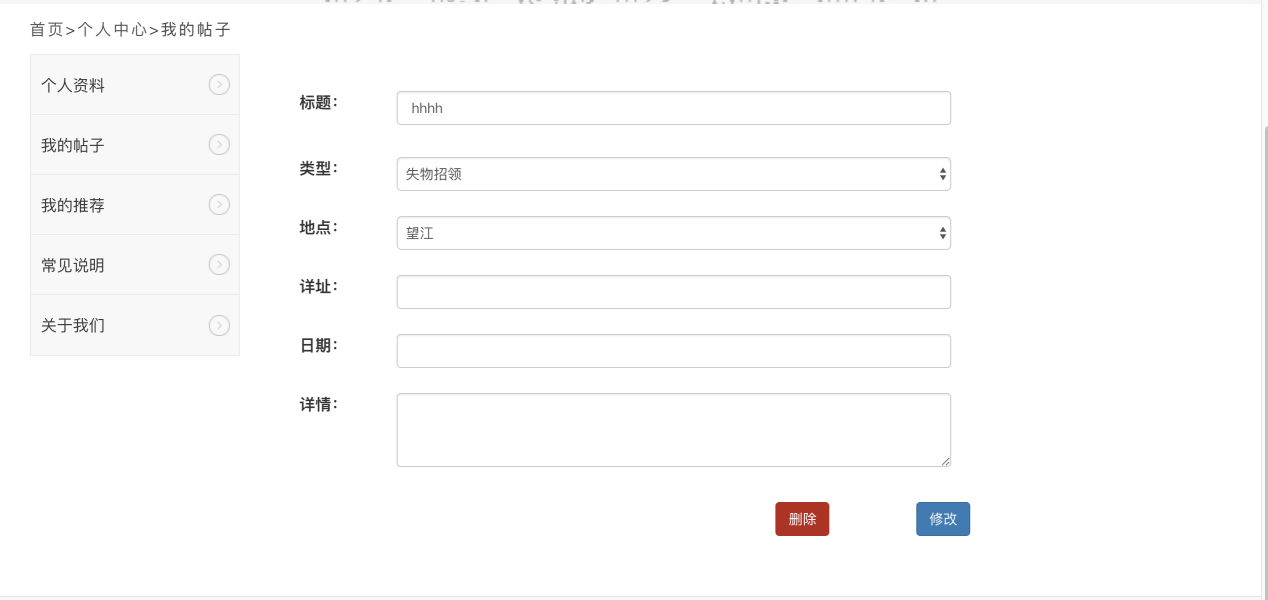 首页>个人中心>我的帖子
个人资料
我的帖子
我的推荐
常见说明
关于我们
标题：
hhhh
类型：
失物招领
地点：
望江
详址：
日期：
详情：
删除
修改